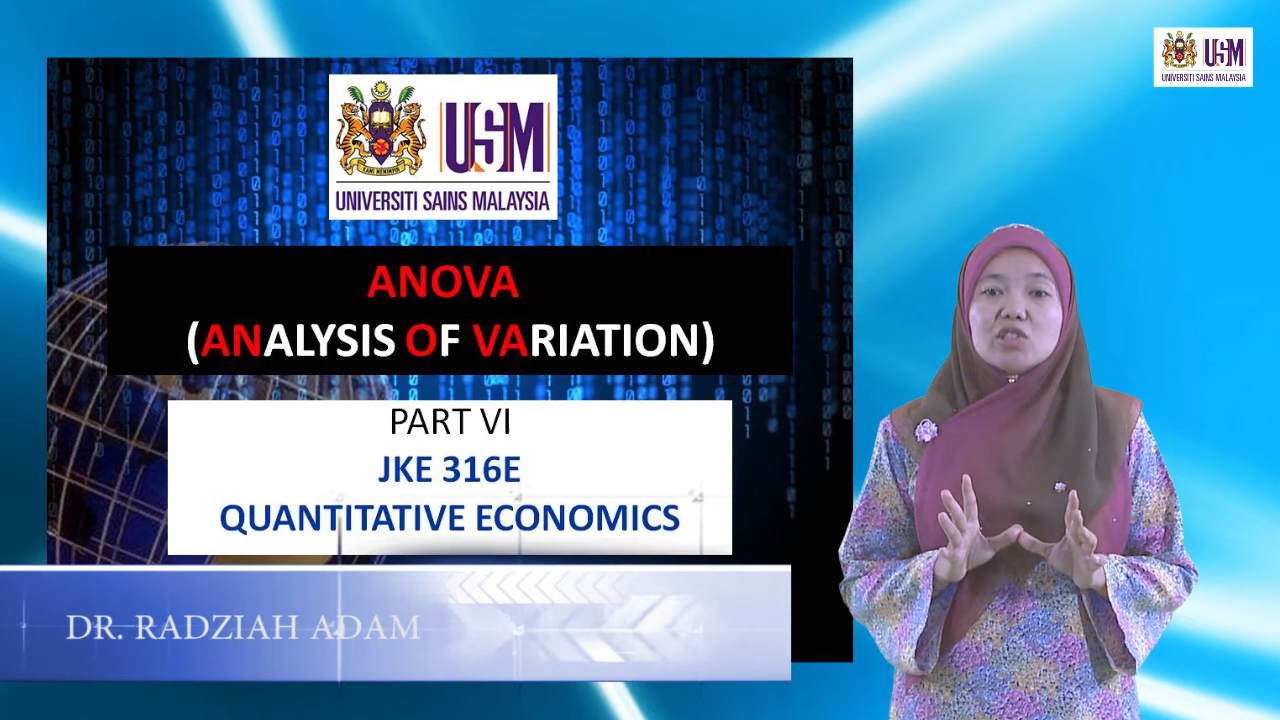 USM
UNIVERSITI SAINS MALAYSIA
USM
UNIVERSITI SAINS MALAYSIA
ANOVA
(ANALYSIS OF VARIATION)
PART VI
JKE 316E
QUANTITATIVE ECONOMICS
DR. RADZIAH ADAM